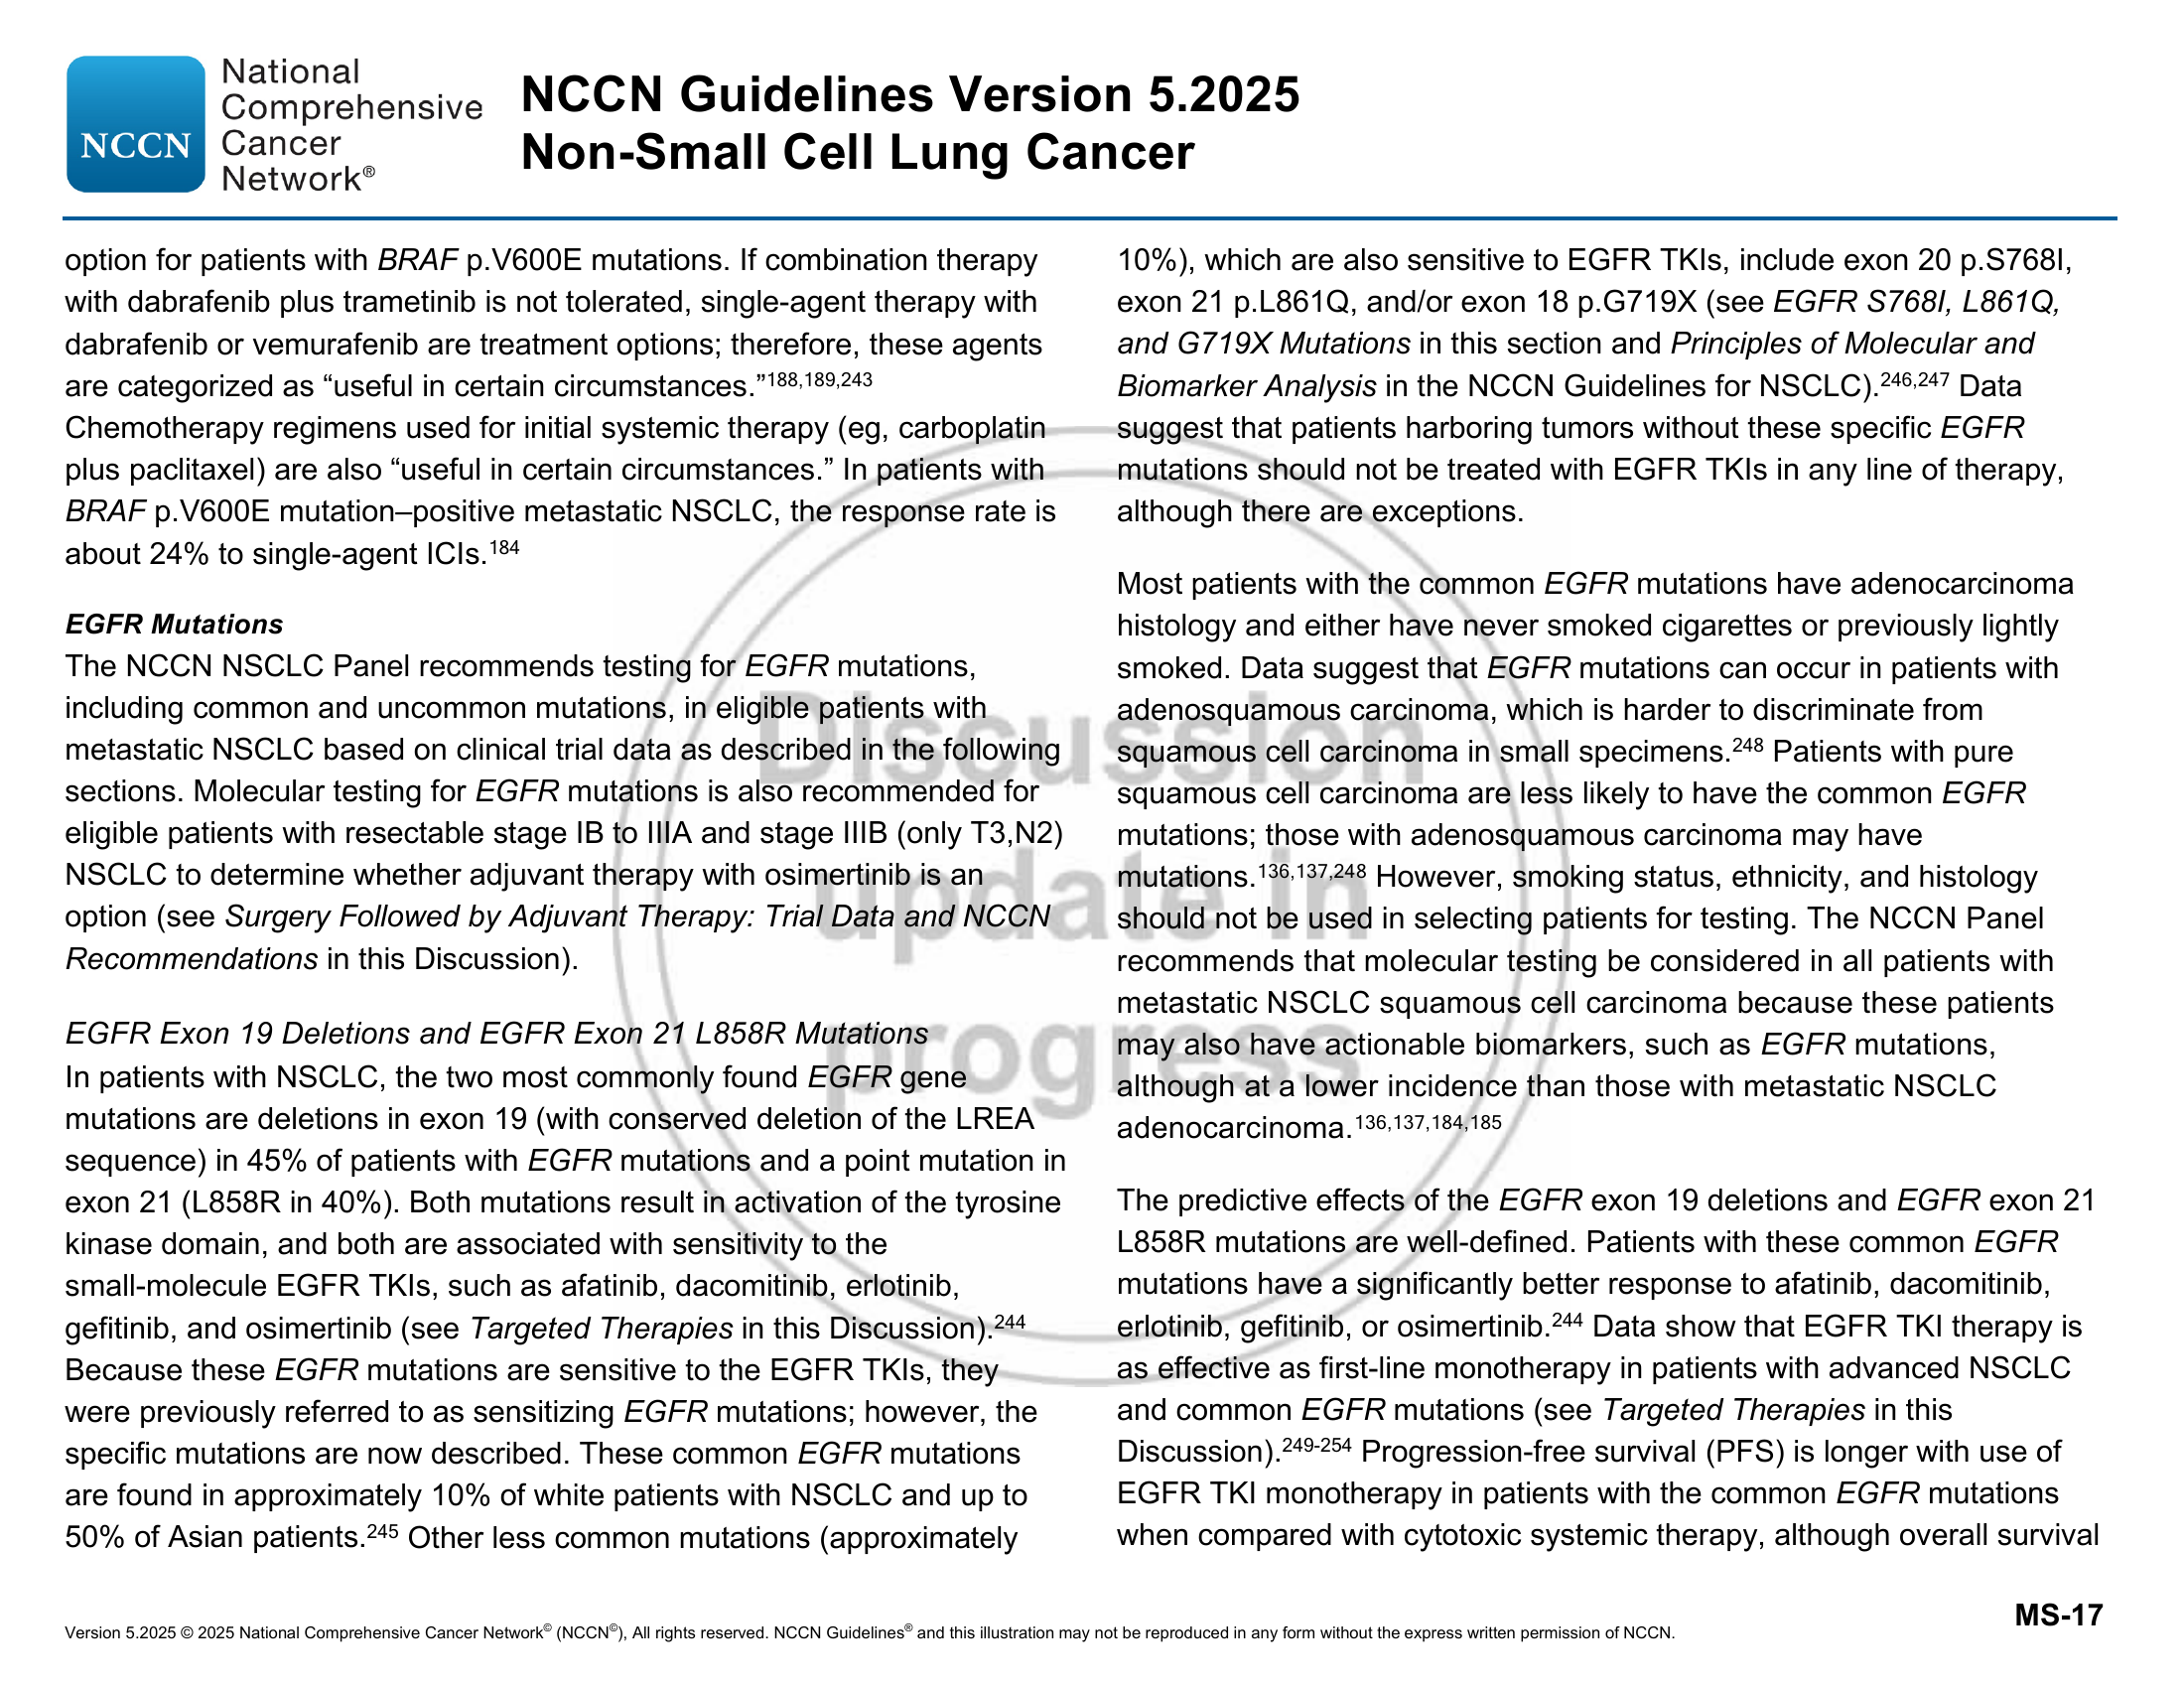 NCCN
National
Comprehensive
Cancer
Network®
NCCN Guidelines Version 5.2025
Non-Small Cell Lung Cancer
option for patients with BRAF p.V600E mutations. If combination therapy
with dabrafenib plus trametinib is not tolerated, single-agent therapy with
dabrafenib or vemurafenib are treatment options; therefore, these agents
are categorized as “useful in certain circumstances.”188,189,243
Chemotherapy regimens used for initial systemic therapy (eg, carboplatin
plus paclitaxel) are also “useful in certain circumstances.” In patients with
BRAF p.V600E mutation–positive metastatic NSCLC, the response rate is
about 24% to single-agent ICIs.184
EGFR Mutations
The NCCN NSCLC Panel recommends testing for EGFR mutations,
including common and uncommon mutations, in eligible patients with
metastatic NSCLC based on clinical trial data as described in the following
sections. Molecular testing for EGFR mutations is also recommended for
eligible patients with resectable stage IB to IIIA and stage IIIB (only T3,N2)
NSCLC to determine whether adjuvant therapy with osimertinib is an
option (see Surgery Followed by Adjuvant Therapy: Trial Data and NCCN
Recommendations in this Discussion).
EGFR Exon 19 Deletions and EGFR Exon 21 L858R Mutations
In patients with NSCLC, the two most commonly found EGFR gene
mutations are deletions in exon 19 (with conserved deletion of the LREA
sequence) in 45% of patients with EGFR mutations and a point mutation in
exon 21 (L858R in 40%). Both mutations result in activation of the tyrosine
kinase domain, and both are associated with sensitivity to the
small-molecule EGFR TKIs, such as afatinib, dacomitinib, erlotinib,
gefitinib, and osimertinib (see Targeted Therapies in this Discussion).244
Because these EGFR mutations are sensitive to the EGFR TKIs, they
were previously referred to as sensitizing EGFR mutations; however, the
specific mutations are now described. These common EGFR mutations
are found in approximately 10% of white patients with NSCLC and up to
50% of Asian patients.245 Other less common mutations (approximately
10%), which are also sensitive to EGFR TKIs, include exon 20 p.S768I,
exon 21 p.L861Q, and/or exon 18 p.G719X (see EGFR S768I, L861Q,
and G719X Mutations in this section and Principles of Molecular and
Biomarker Analysis in the NCCN Guidelines for NSCLC).246,247 Data
suggest that patients harboring tumors without these specific EGFR
mutations should not be treated with EGFR TKIs in any line of therapy,
although there are exceptions.
Most patients with the common EGFR mutations have adenocarcinoma
histology and either have never smoked cigarettes or previously lightly
smoked. Data suggest that EGFR mutations can occur in patients with
adenosquamous carcinoma, which is harder to discriminate from
squamous cell carcinoma in small specimens.248 Patients with pure
squamous cell carcinoma are less likely to have the common EGFR
mutations; those with adenosquamous carcinoma may have
mutations.136,137,248 However, smoking status, ethnicity, and histology
should not be used in selecting patients for testing. The NCCN Panel
recommends that molecular testing be considered in all patients with
metastatic NSCLC squamous cell carcinoma because these patients
may also have actionable biomarkers, such as EGFR mutations,
although at a lower incidence than those with metastatic NSCLC
adenocarcinoma.136,137,184,185
The predictive effects of the EGFR exon 19 deletions and EGFR exon 21
L858R mutations are well-defined. Patients with these common EGFR
mutations have a significantly better response to afatinib, dacomitinib,
erlotinib, gefitinib, or osimertinib.244 Data show that EGFR TKI therapy is
as effective as first-line monotherapy in patients with advanced NSCLC
and common EGFR mutations (see Targeted Therapies in this
Discussion).249-254 Progression-free survival (PFS) is longer with use of
EGFR TKI monotherapy in patients with the common EGFR mutations
when compared with cytotoxic systemic therapy, although overall survival
Discussion
update in
progress
MS-17
Version 5.2025 © 2025 National Comprehensive Cancer Network© (NCCN©), All rights reserved. NCCN Guidelines® and this illustration may not be reproduced in any form without the express written permission of NCCN.